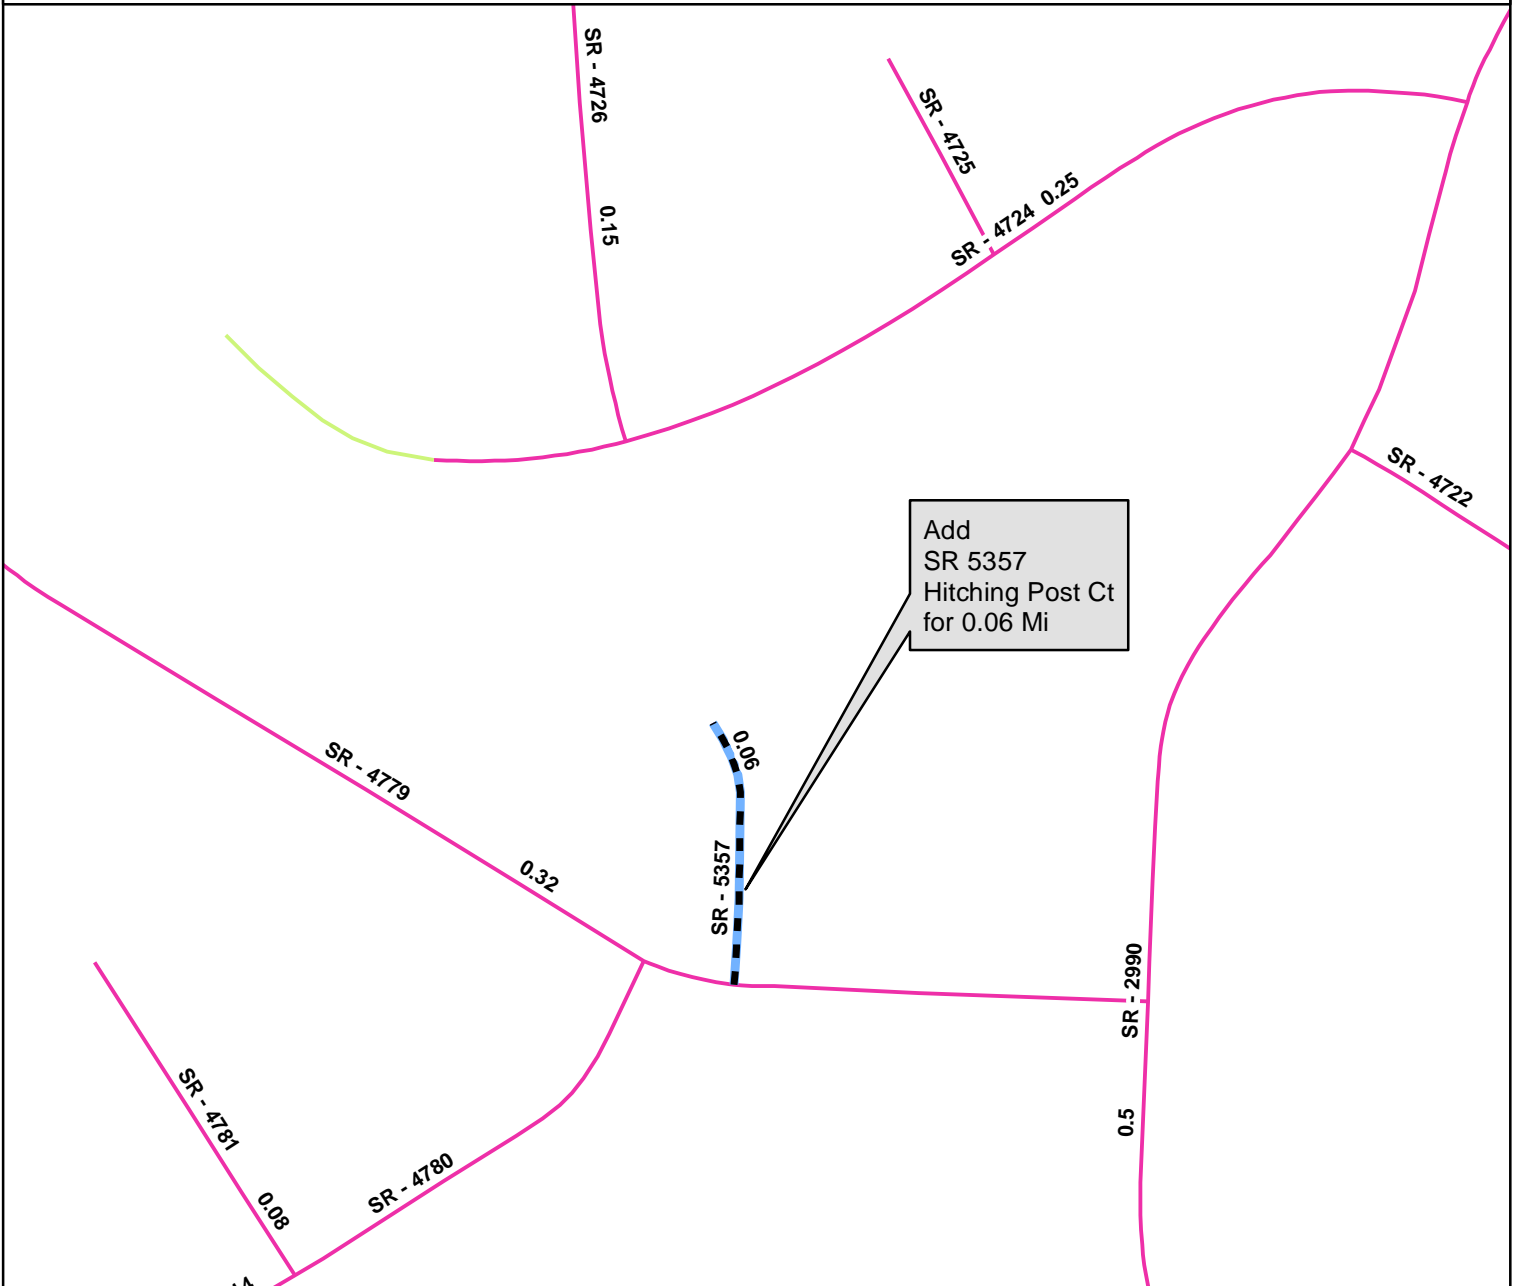 SR - 4726
0.15
SR - 4725
SR - 4724 0.25
SR - 4722
Add
SR 5357
Hitching Post Ct
for 0.06 Mi
0.06
SR - 5357
SR - 4779
0.32
SR - 2990
0.5
SR - 4781
0.08
SR - 4780